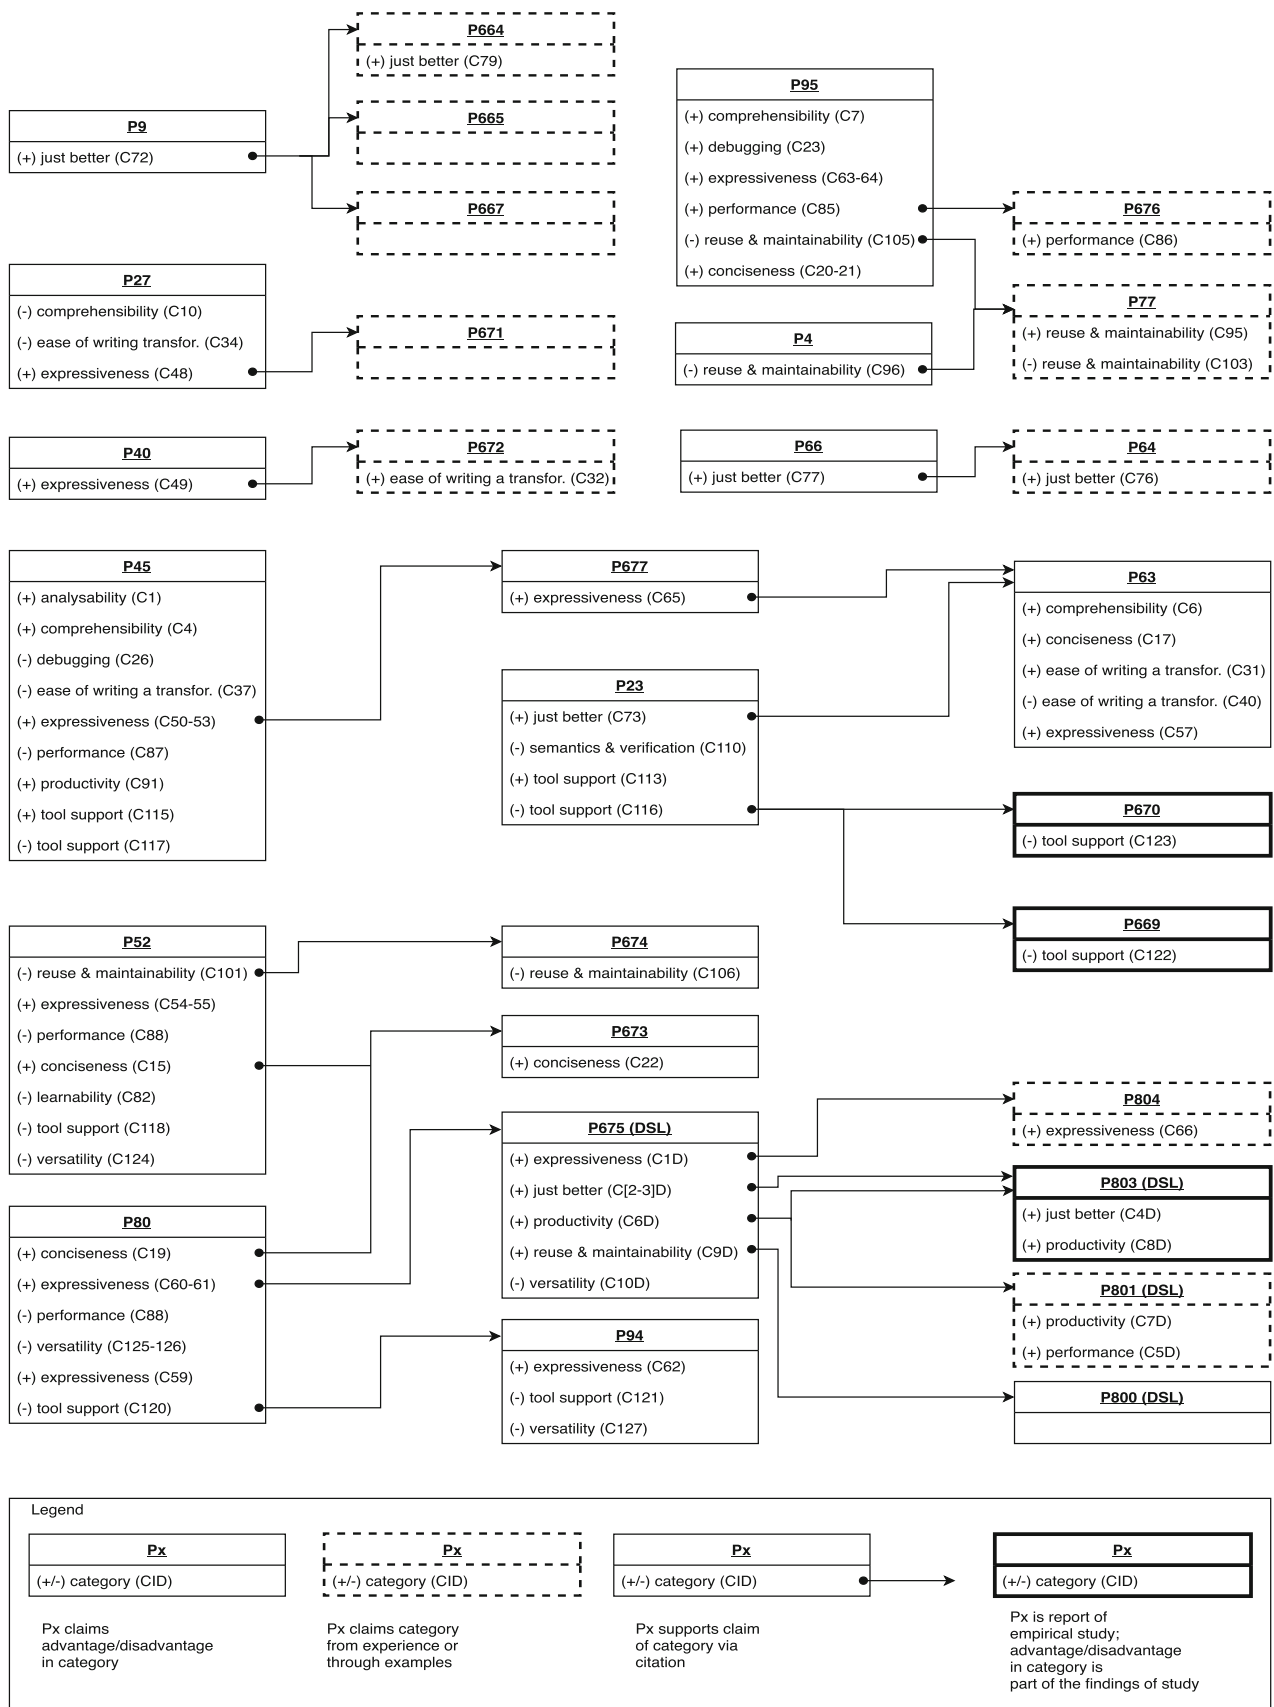 P664
(+) just better (C79)
P9
(+) just better (C72)
P665
P667
P95
(+) comprehensibility (C7)
(+) debugging (C23)
(+) expressiveness (C63-64)
(+) performance (C85)
(-) reuse & maintainability (C105)
(+) conciseness (C20-21)
P676
(+) performance (C86)
P27
(-) comprehensibility (C10)
(-) ease of writing transfor. (C34)
(+) expressiveness (C48)
P671
P4
(-) reuse & maintainability (C96)
P77
(+) reuse & maintainability (C95)
(-) reuse & maintainability (C103)
P40
(+) expressiveness (C49)
P672
(+) ease of writing a transfor. (C32)
P66
(+) just better (C77)
P64
(+) just better (C76)
P45
(+) analysability (C1)
(+) comprehensibility (C4)
(-) debugging (C26)
(-) ease of writing a transfor. (C37)
(+) expressiveness (C50-53)
(-) performance (C87)
(+) productivity (C91)
(+) tool support (C115)
(-) tool support (C117)
P677
(+) expressiveness (C65)
P23
(+) just better (C73)
(-) semantics & verification (C110)
(+) tool support (C113)
(-) tool support (C116)
P63
(+) comprehensibility (C6)
(+) conciseness (C17)
(+) ease of writing a transfor. (C31)
(-) ease of writing a transfor. (C40)
(+) expressiveness (C57)
P670
(-) tool support (C123)
P669
(-) tool support (C122)
P52
(-) reuse & maintainability (C101)
(+) expressiveness (C54-55)
(-) performance (C88)
(+) conciseness (C15)
(-) learnability (C82)
(-) tool support (C118)
(-) versatility (C124)
P674
(-) reuse & maintainability (C106)
P673
(+) conciseness (C22)
P80
(+) conciseness (C19)
(+) expressiveness (C60-61)
(-) performance (C88)
(-) versatility (C125-126)
(+) expressiveness (C59)
(-) tool support (C120)
P675 (DSL)
(+) expressiveness (C1D)
(+) just better (C[2-3]D)
(+) productivity (C6D)
(+) reuse & maintainability (C9D)
(-) versatility (C10D)
P94
(+) expressiveness (C62)
(-) tool support (C121)
(-) versatility (C127)
P804
(+) expressiveness (C66)
P803 (DSL)
(+) just better (C4D)
(+) productivity (C8D)
P801 (DSL)
(+) productivity (C7D)
(+) performance (C5D)
P800 (DSL)
Legend
Px
(+/-) category (CID)
Px claims
advantage/disadvantage
in category
Px
(+/-) category (CID)
Px claims category
from experience or
through examples
Px
(+/-) category (CID)
Px supports claim
of category via
citation
Px
(+/-) category (CID)
Px is report of
empirical study;
advantage/disadvantage
in category is
part of the findings of study